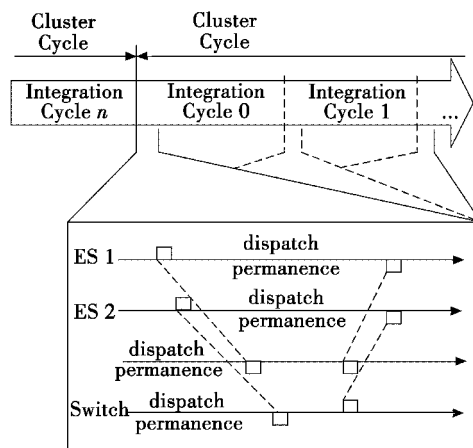 Cluster
Cycle
Cluster
Cycle
Integration
Cycle n
Integration
Cycle 0
Integration
Cycle 1
...
ES 1
dispatch
permanence
ES 2
dispatch
permanence
dispatch
permanence
Switch
dispatch
permanence